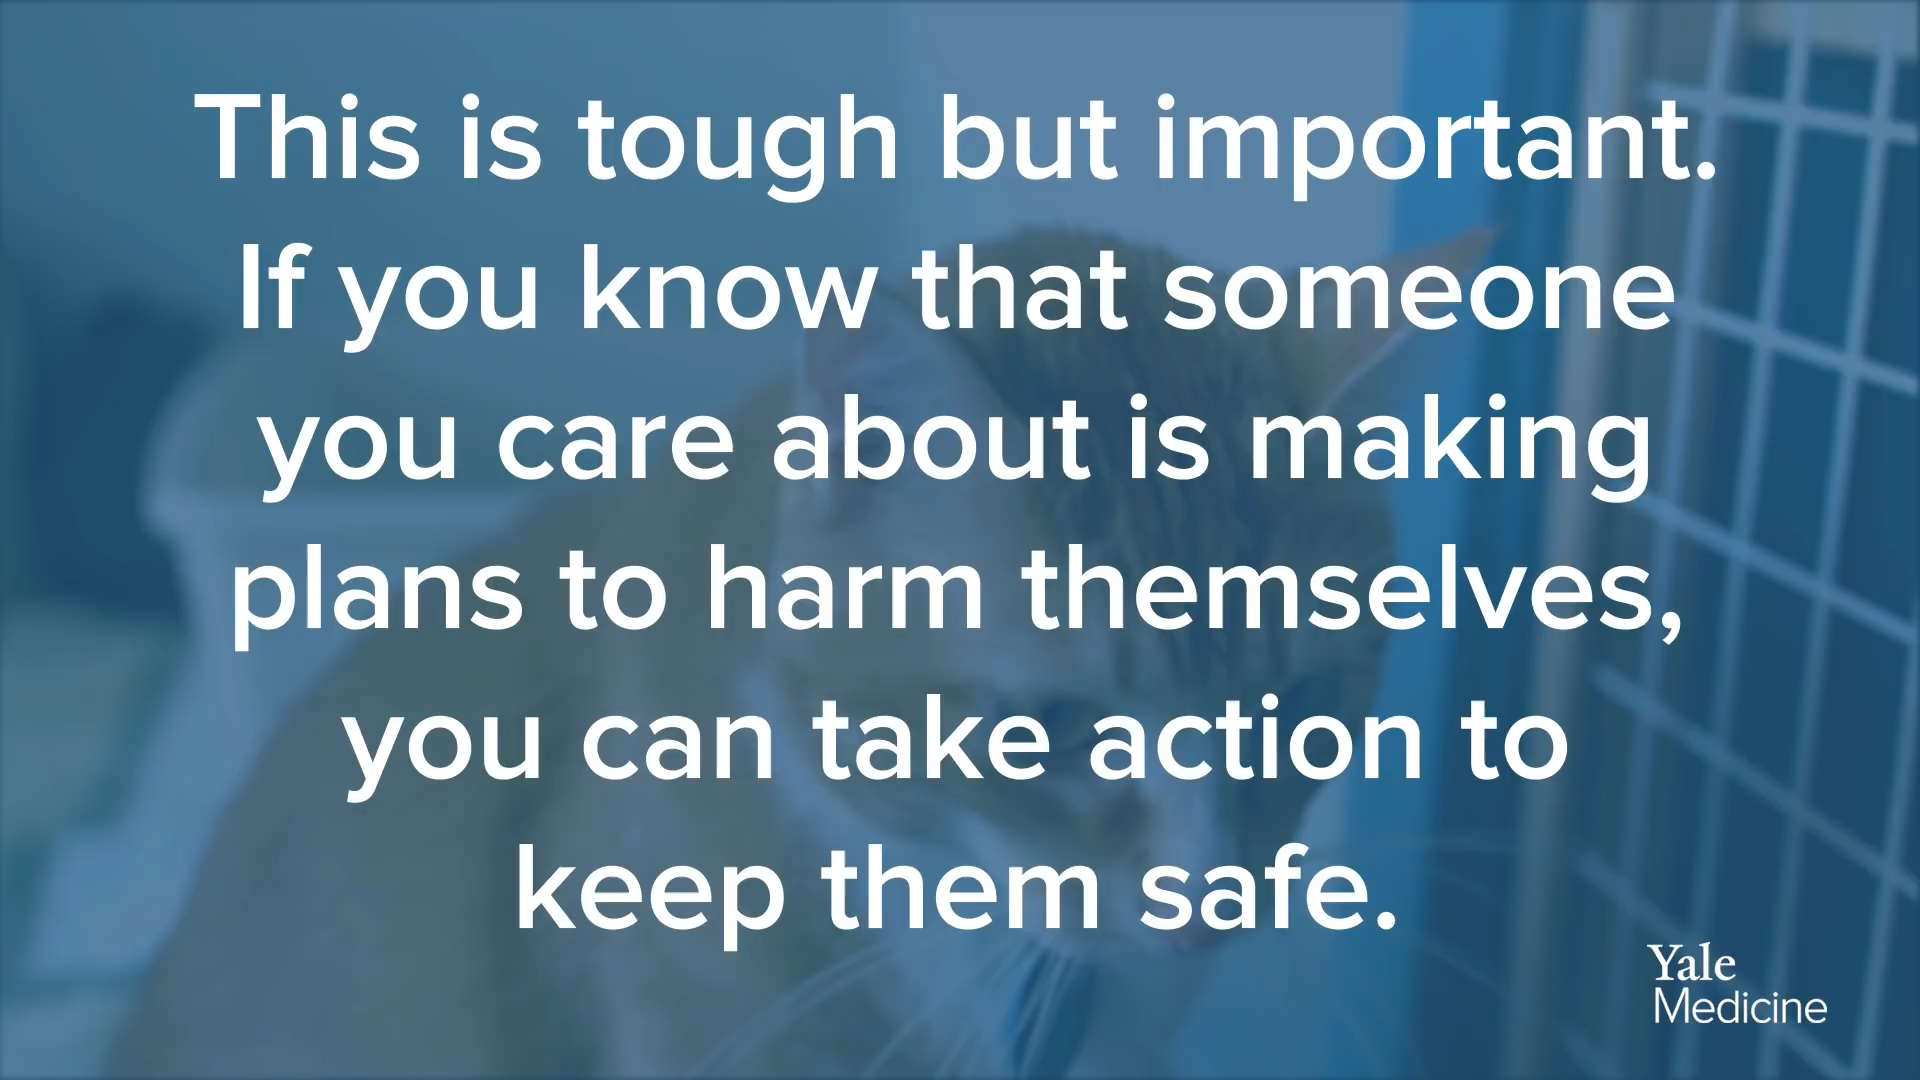 This is tough but important.
If you know that someone
you care about is making
plans to harm themselves,
you can take action to
keep them safe.
Yale
Medicine